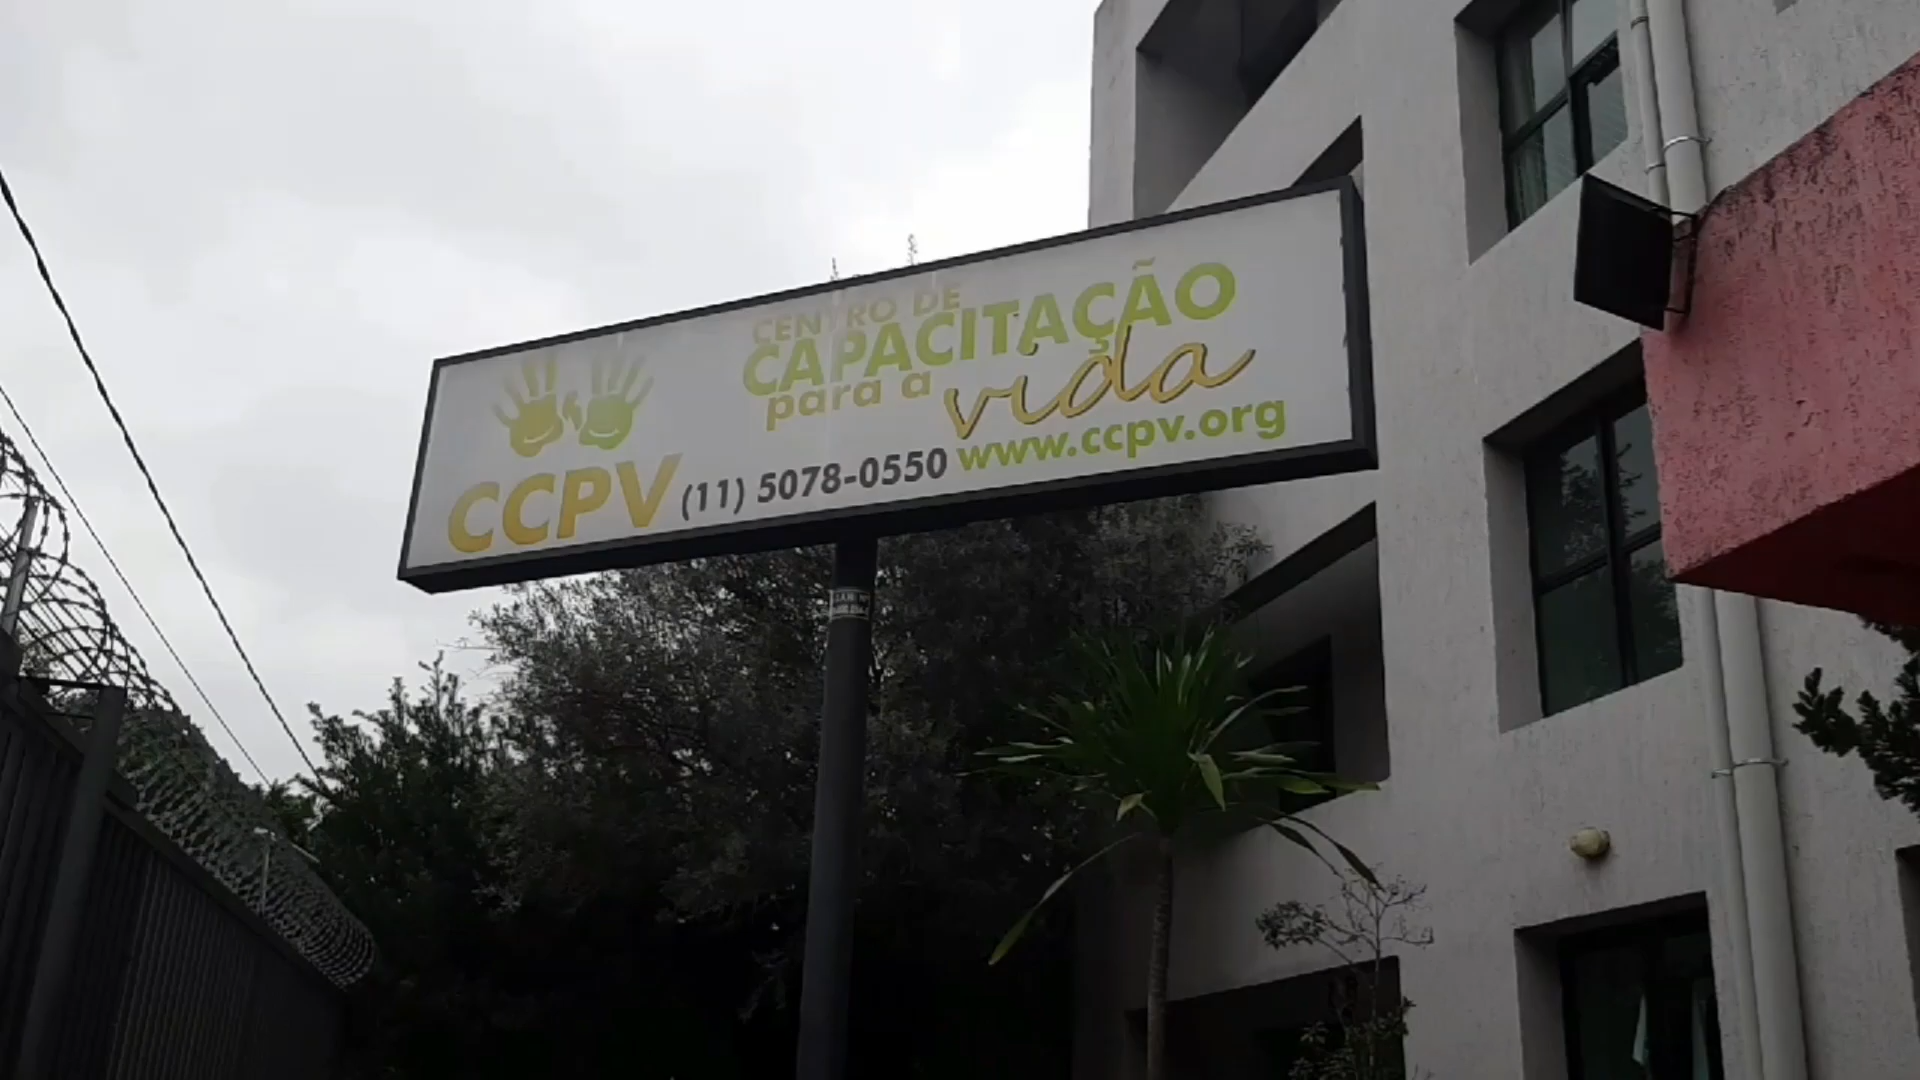 CENTRO DE
CAPACITAÇÃO
para a vida
CCPV (11) 5078-0550 www.ccpv.org